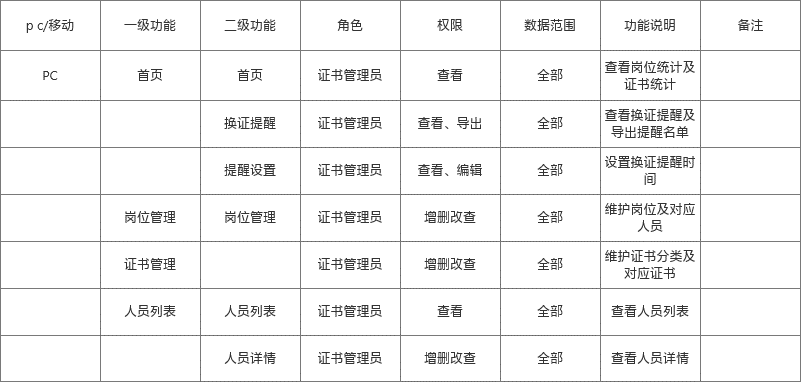 p c/移动 一级功能 二级功能 角色 权限 数据范围 功能说明 备注
PC 首页 首页 证书管理员 查看 全部 查看岗位统计及
证书统计
换证提醒 证书管理员 查看、导出 全部 查看换证提醒及
导出提醒名单
提醒设置 证书管理员 查看、编辑 全部 设置换证提醒时
间
岗位管理 岗位管理 证书管理员 增删改查 全部 维护岗位及对应
人员
证书管理 证书管理员 增删改查 全部 维护证书分类及
对应证书
人员列表 人员列表 证书管理员 查看 全部 查看人员列表
人员详情 证书管理员 增删改查 全部 查看人员详情